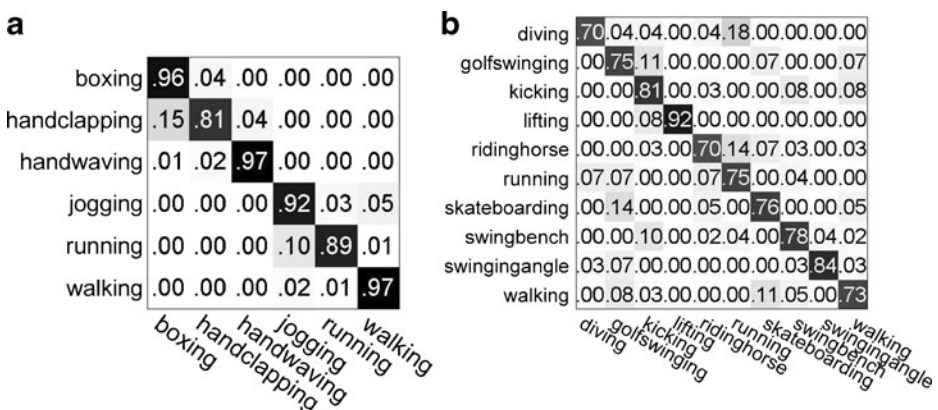 a
boxing .96 .04 .00 .00 .00 .00
handclapping .15 .81 .04 .00 .00 .00
handwaving .01 .02 .97 .00 .00 .00
jogging .00 .00 .00 .92 .03 .05
running .00 .00 .00 .10 .89 .01
walking .00 .00 .00 .02 .01 .97
boxing handclapping handwaving jogging running walking
b
diving .70 .04 .04 .00 .04 .18 .00 .00 .00 .00
golfswinging .00 .75 .11 .00 .00 .00 .07 .00 .00 .07
kicking .00 .00 .81 .00 .03 .00 .00 .08 .00 .08
lifting .00 .00 .08 .92 .00 .00 .00 .00 .00 .00
ridinghorse .00 .00 .03 .00 .70 .14 .07 .03 .00 .03
running .07 .07 .00 .00 .07 .75 .00 .04 .00 .00
skateboarding .00 .14 .00 .00 .05 .00 .76 .00 .00 .05
swingbench .00 .00 .10 .00 .02 .04 .00 .78 .04 .02
swingingangle .03 .07 .00 .00 .00 .00 .00 .03 .84 .03
walking .00 .08 .03 .00 .00 .00 .11 .05 .00 .73
diving golfswinging kicking lifting ridinghorse running skateboarding swingbench swingingangle walking